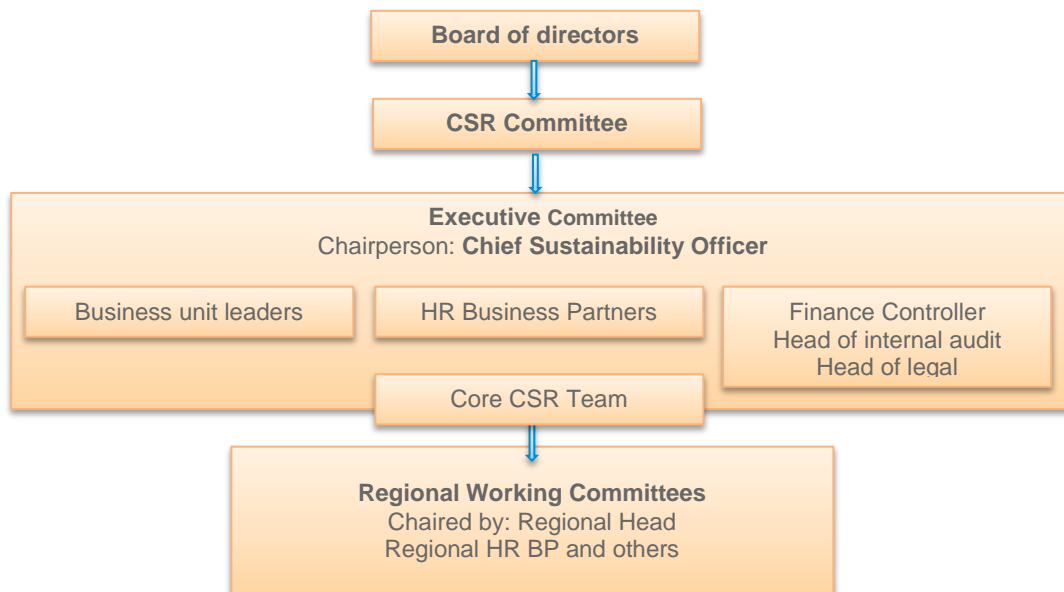 Board of directors
CSR Committee
Executive Committee
Chairperson: Chief Sustainability Officer
Business unit leaders
HR Business Partners
Finance Controller
Head of internal audit
Head of legal
Core CSR Team
Regional Working Committees
Chaired by: Regional Head
Regional HR BP and others